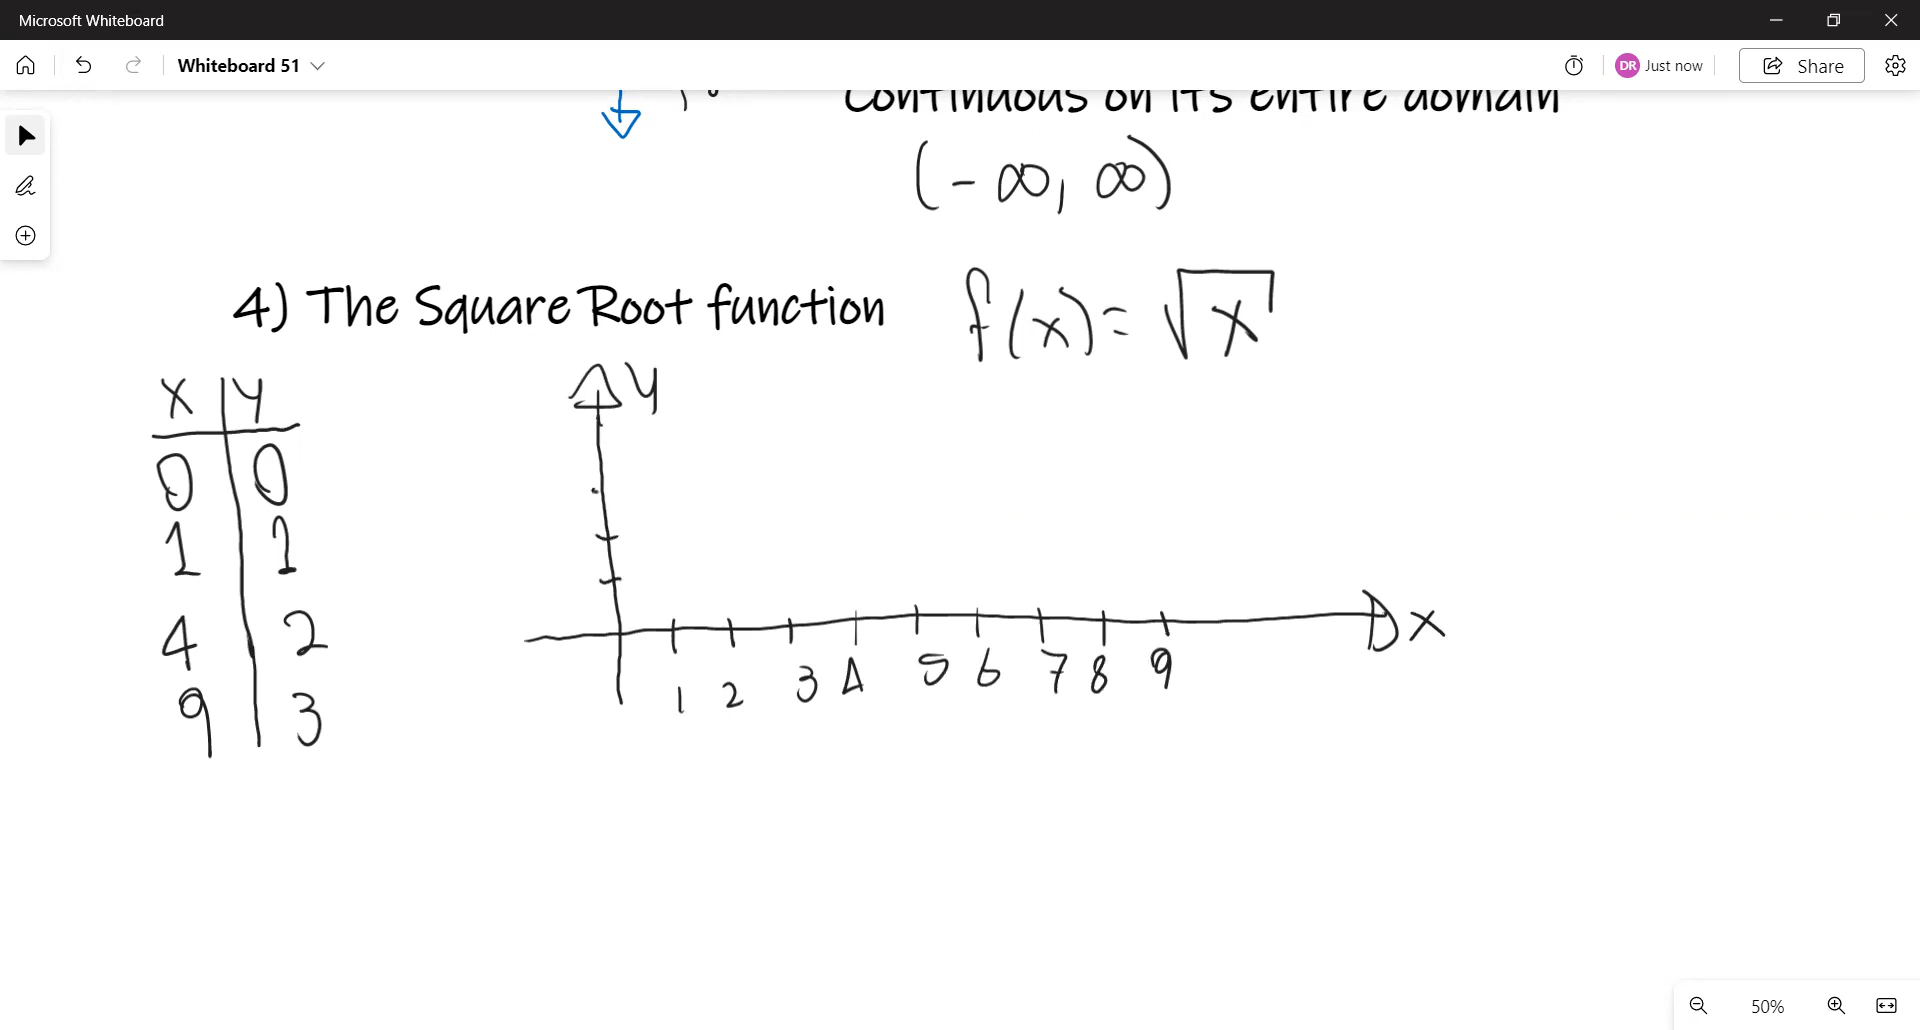 Microsoft Whiteboard
Whiteboard 51
DR Just now
Share
Continuous on its entire domain
(-∞, ∞)
4) The Square Root function f(x)= √x
x y
0 0
1 1
4 2
9 3
y
x
1 2 3 4 5 6 7 8 9
50%